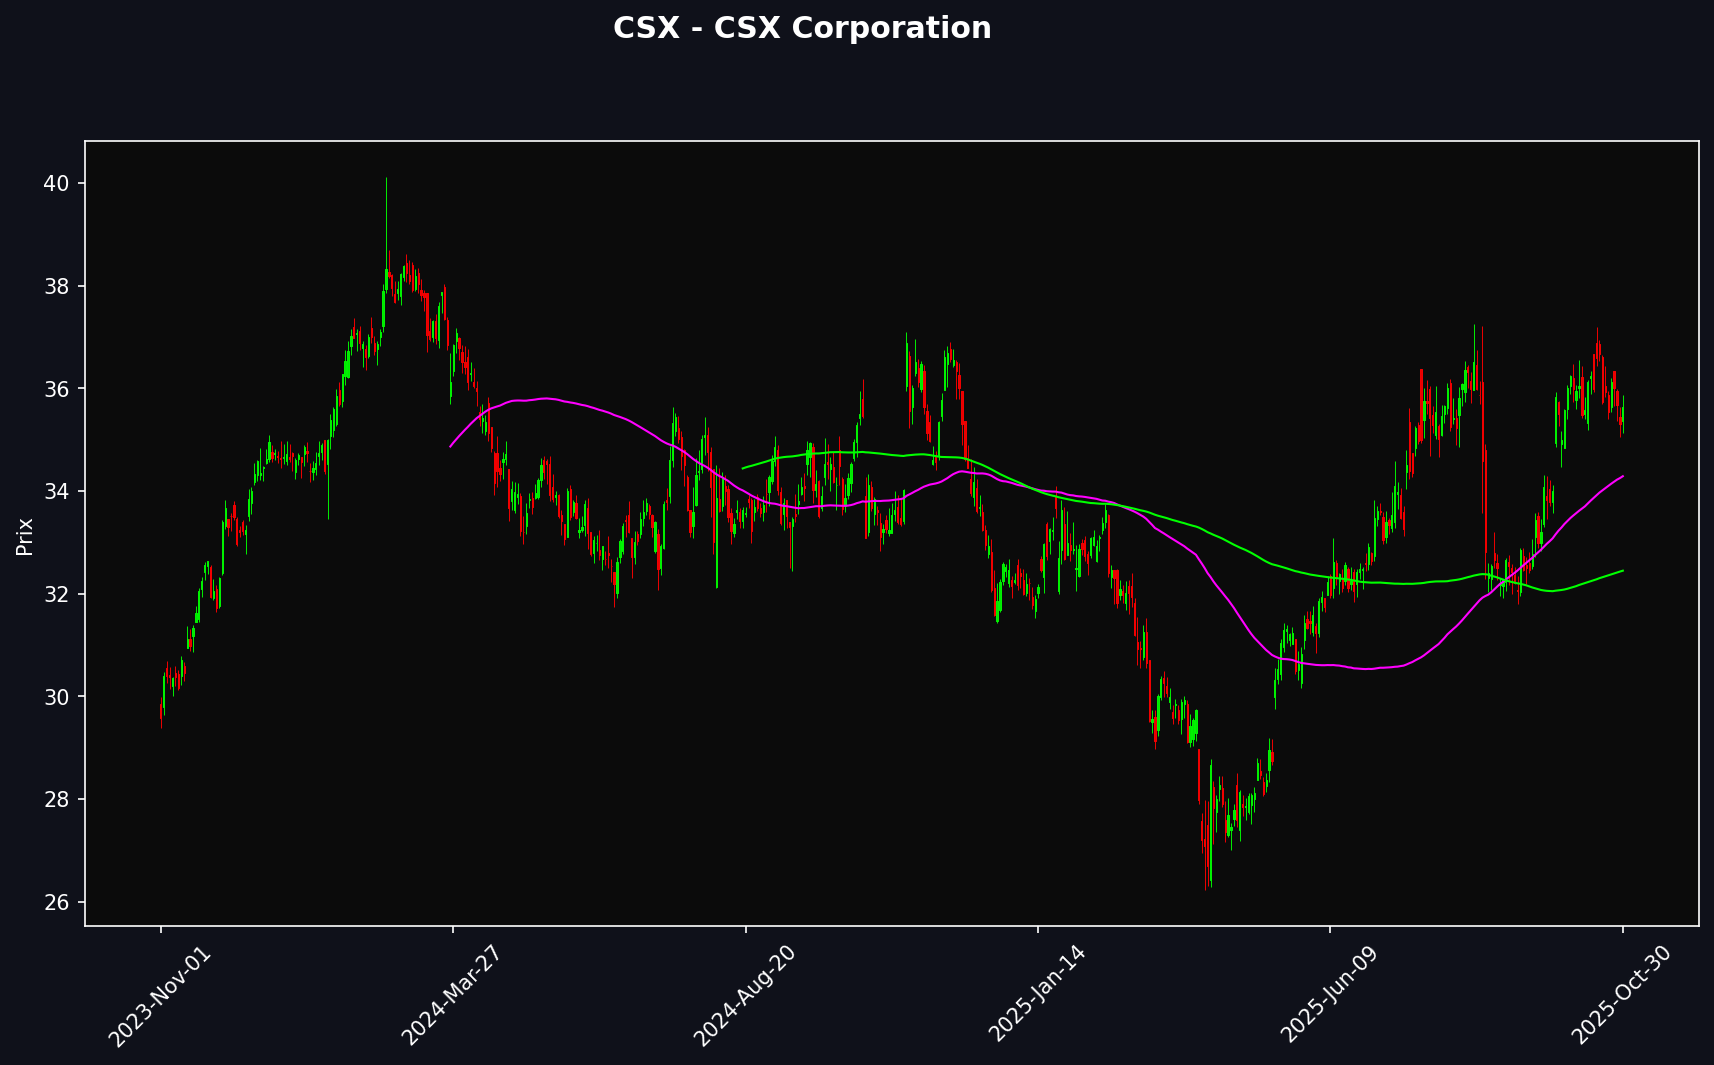 CSX - CSX Corporation
Prix
40
38
36
34
32
30
28
26
2023-Nov-01
2024-Mar-27
2024-Aug-20
2025-Jan-14
2025-Jun-09
2025-Oct-30